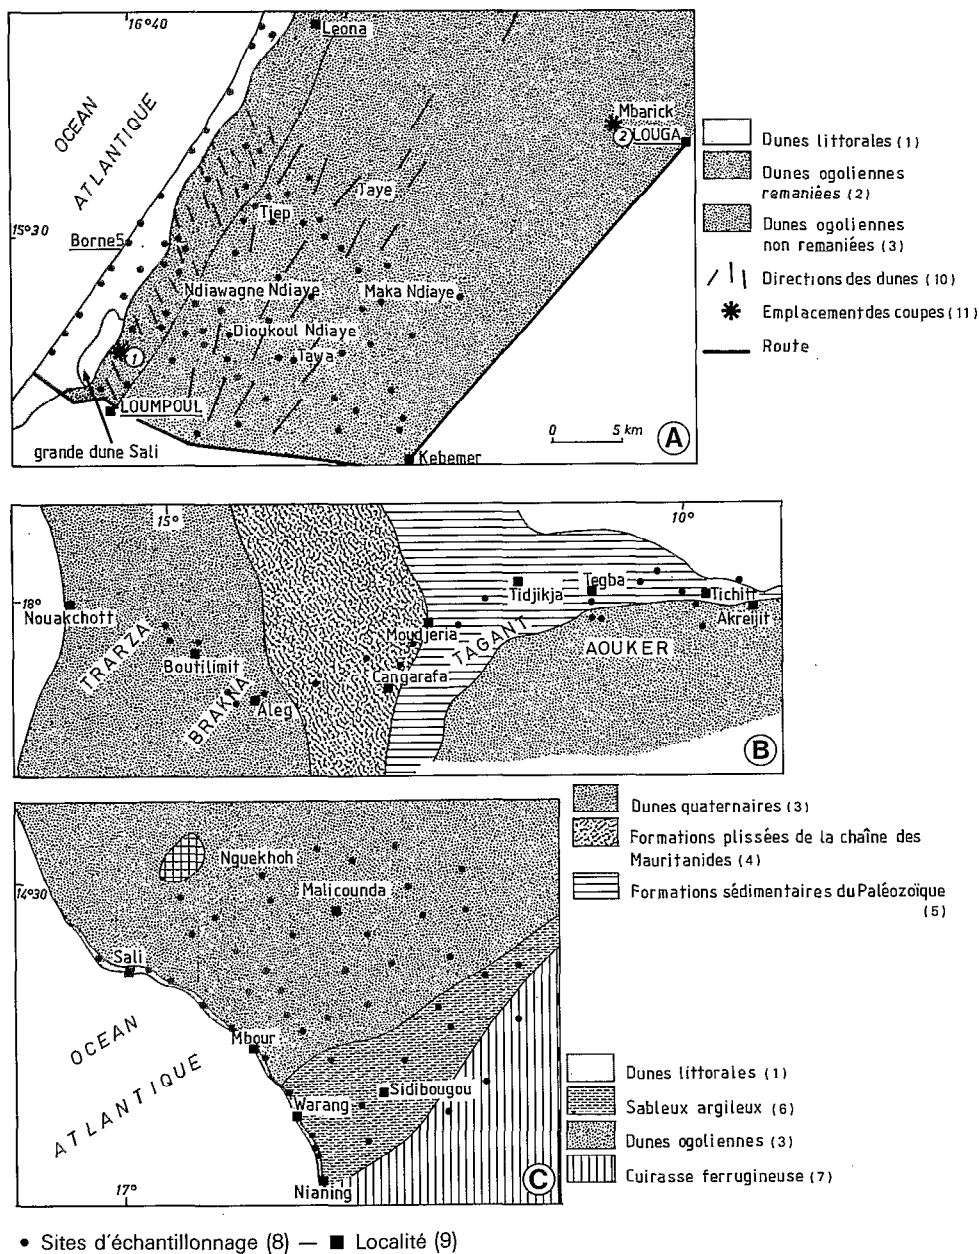 16°40
Leona
OCEAN
ATLANTIQUE
Mbarick
2 LOUGA
Taye
Tiep
15°30
Borne5
Ndiawagne Ndiaye
Maka Ndiaye
Dioukoul Ndiaye
Tawa
1
LOUMPOUL
grande dune Sali
Kebemer
0 5 km
A
Dunes littorales (1)
Dunes ogoliennes
remaniées (2)
Dunes ogoliennes
non remaniées (3)
Directions des dunes (10)
Emplacement des coupes (11)
Route
15°
10°
18°
Nouakchott
TRARZA
Boutilimit
BRAKNA
Aleg
Moudjeria
Cangarafa
TAGANT
Tidjikja
Tegba
Tichitt
Akreijit
AOUKER
B
Dunes quaternaires (3)
Formations plissées de la chaîne des
Mauritanides (4)
Formations sédimentaires du Paléozoïque
(5)
14°30
Nguekhoh
Malicounda
Sali
OCEAN
ATLANTIQUE
Mbour
Warang
Sidibougou
Nianing
17°
C
Dunes littorales (1)
Sableux argileux (6)
Dunes ogoliennes (3)
Cuirasse ferrugineuse (7)
• Sites d'échantillonnage (8) — ■ Localité (9)